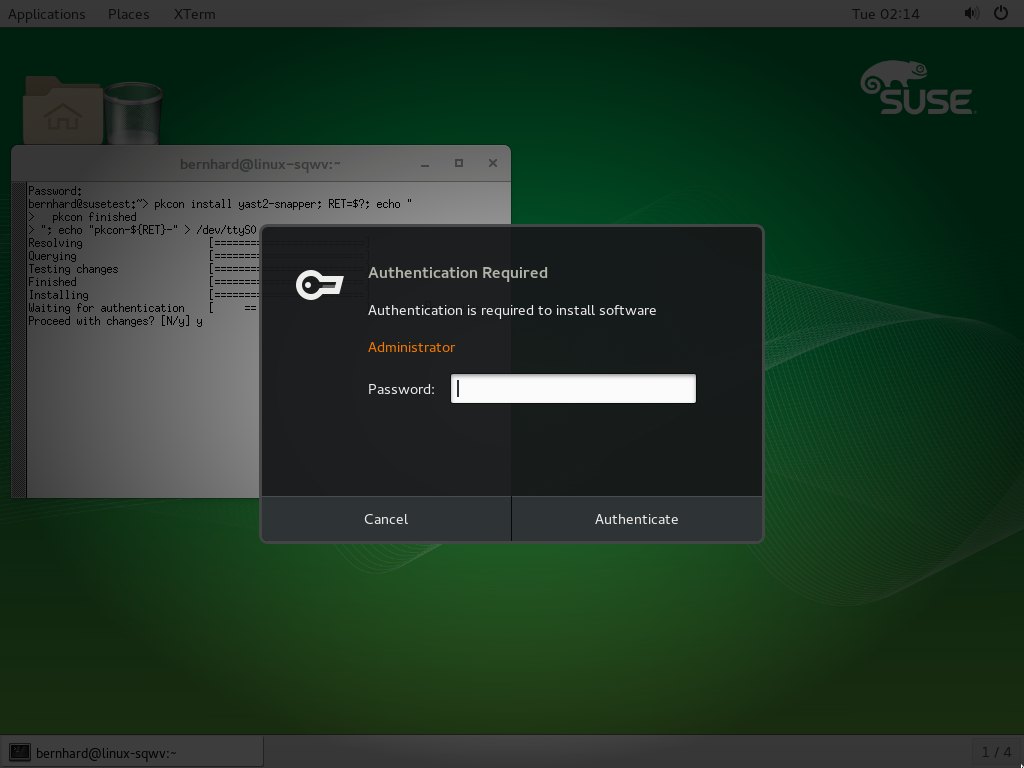 Applications Places XTerm Tue 02:14
SUSE
bernhard@linux-sqwv:~
Password:
bernhard@susetest:~> pkcon install yast2-snapper; RET=$?; echo "
> pkcon finished
> "; echo "pkcon-${RET}-" > /dev/ttyS0
Resolving [=======
Querying [=======
Testing changes [=======
Finished [=======
Installing [=======
Waiting for authentication [ ==
Proceed with changes? [N/y] y
Authentication Required
Authentication is required to install software
Administrator
Password:
Cancel Authenticate
bernhard@linux-sqwv:~ 1 / 4